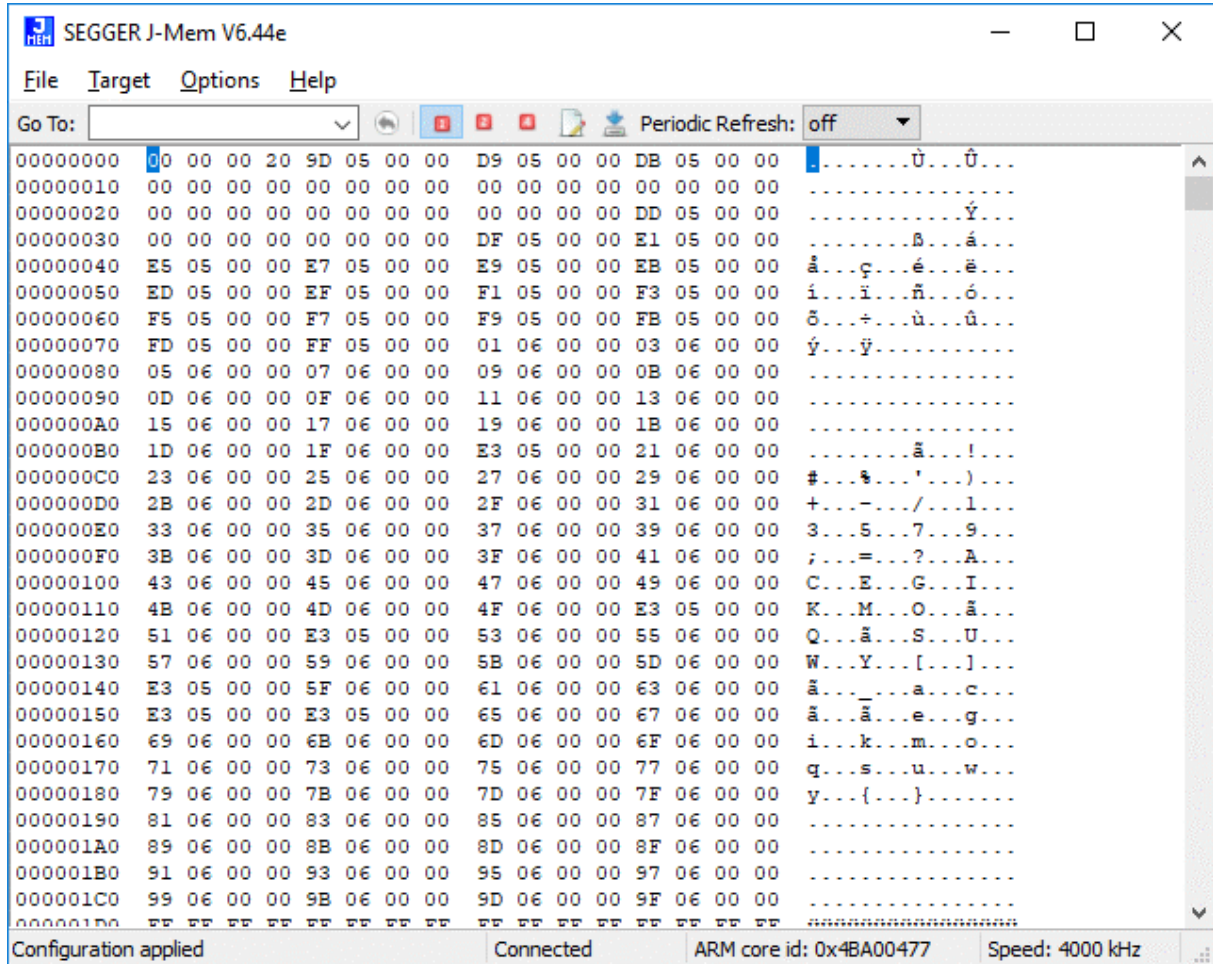 SEGGER J-Mem V6.44e
File Target Options Help
Go To: Periodic Refresh: off
00000000 00 00 00 20 9D 05 00 00 D9 05 00 00 DB 05 00 00 ........Ù...Û...
00000010 00 00 00 00 00 00 00 00 00 00 00 00 00 00 00 00 ................
00000020 00 00 00 00 00 00 00 00 00 00 00 00 DD 05 00 00 ............Ý...
00000030 00 00 00 00 00 00 00 00 DF 05 00 00 E1 05 00 00 ........ß...á...
00000040 E5 05 00 00 E7 05 00 00 E9 05 00 00 EB 05 00 00 å...ç...é...ë...
00000050 ED 05 00 00 EF 05 00 00 F1 05 00 00 F3 05 00 00 í...ï...ñ...ó...
00000060 F5 05 00 00 F7 05 00 00 F9 05 00 00 FB 05 00 00 õ...÷...ù...û...
00000070 FD 05 00 00 FF 05 00 00 01 06 00 00 03 06 00 00 ý...ÿ...........
00000080 05 06 00 00 07 06 00 00 09 06 00 00 0B 06 00 00 ................
00000090 0D 06 00 00 0F 06 00 00 11 06 00 00 13 06 00 00 ................
000000A0 15 06 00 00 17 06 00 00 19 06 00 00 1B 06 00 00 ................
000000B0 1D 06 00 00 1F 06 00 00 E3 05 00 00 21 06 00 00 ........ã...!...
000000C0 23 06 00 00 25 06 00 00 27 06 00 00 29 06 00 00 #...%...'...)...
000000D0 2B 06 00 00 2D 06 00 00 2F 06 00 00 31 06 00 00 +...-.../...1...
000000E0 33 06 00 00 35 06 00 00 37 06 00 00 39 06 00 00 3...5...7...9...
000000F0 3B 06 00 00 3D 06 00 00 3F 06 00 00 41 06 00 00 ;...=...?...A...
00000100 43 06 00 00 45 06 00 00 47 06 00 00 49 06 00 00 C...E...G...I...
00000110 4B 06 00 00 4D 06 00 00 4F 06 00 00 E3 05 00 00 K...M...O...ã...
00000120 51 06 00 00 E3 05 00 00 53 06 00 00 55 06 00 00 Q...ã...S...U...
00000130 57 06 00 00 59 06 00 00 5B 06 00 00 5D 06 00 00 W...Y...[...]...
00000140 E3 05 00 00 5F 06 00 00 61 06 00 00 63 06 00 00 ã..._...a...c...
00000150 E3 05 00 00 E3 05 00 00 65 06 00 00 67 06 00 00 ã...ã...e...g...
00000160 69 06 00 00 6B 06 00 00 6D 06 00 00 6F 06 00 00 i...k...m...o...
00000170 71 06 00 00 73 06 00 00 75 06 00 00 77 06 00 00 q...s...u...w...
00000180 79 06 00 00 7B 06 00 00 7D 06 00 00 7F 06 00 00 y...{...}.......
00000190 81 06 00 00 83 06 00 00 85 06 00 00 87 06 00 00 ................
000001A0 89 06 00 00 8B 06 00 00 8D 06 00 00 8F 06 00 00 ................
000001B0 91 06 00 00 93 06 00 00 95 06 00 00 97 06 00 00 ................
000001C0 99 06 00 00 9B 06 00 00 9D 06 00 00 9F 06 00 00 ................
000001D0 FF FF FF FF FF FF FF FF FF FF FF FF FF FF FF FF ÿÿÿÿÿÿÿÿÿÿÿÿÿÿÿÿ
Configuration applied Connected ARM core id: 0x4BA00477 Speed: 4000 kHz